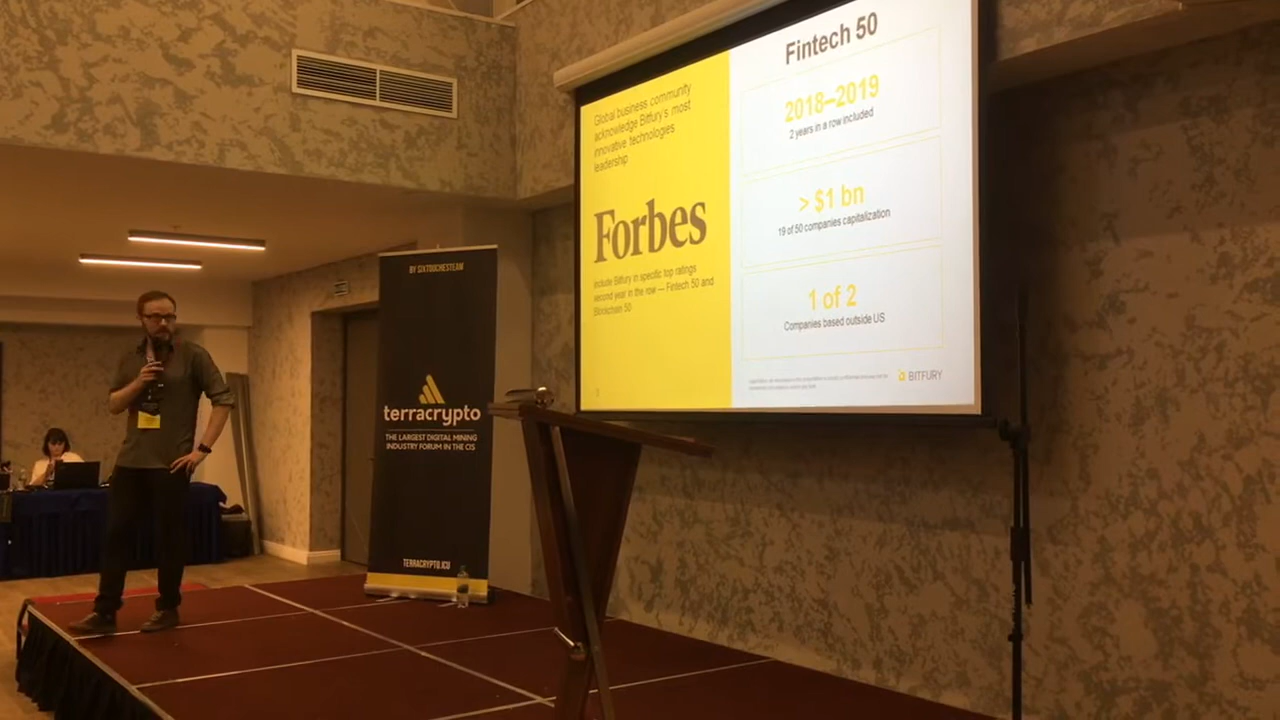 Global business community
acknowledge Bitfury's most
innovative technologies
leadership
Forbes
include Bitfury in specific top ratings
second year in the row — Fintech 50 and
Blockchain 50
Fintech 50
2018–2019
2 years in a row included
> $1 bn
19 of 50 companies capitalization
1 of 2
Companies based outside US
BITFURY
BY SIXTOUCHESTEAM
terracrypto
THE LARGEST DIGITAL MINING
INDUSTRY FORUM IN THE CIS
TERRACRYPTO.ICU